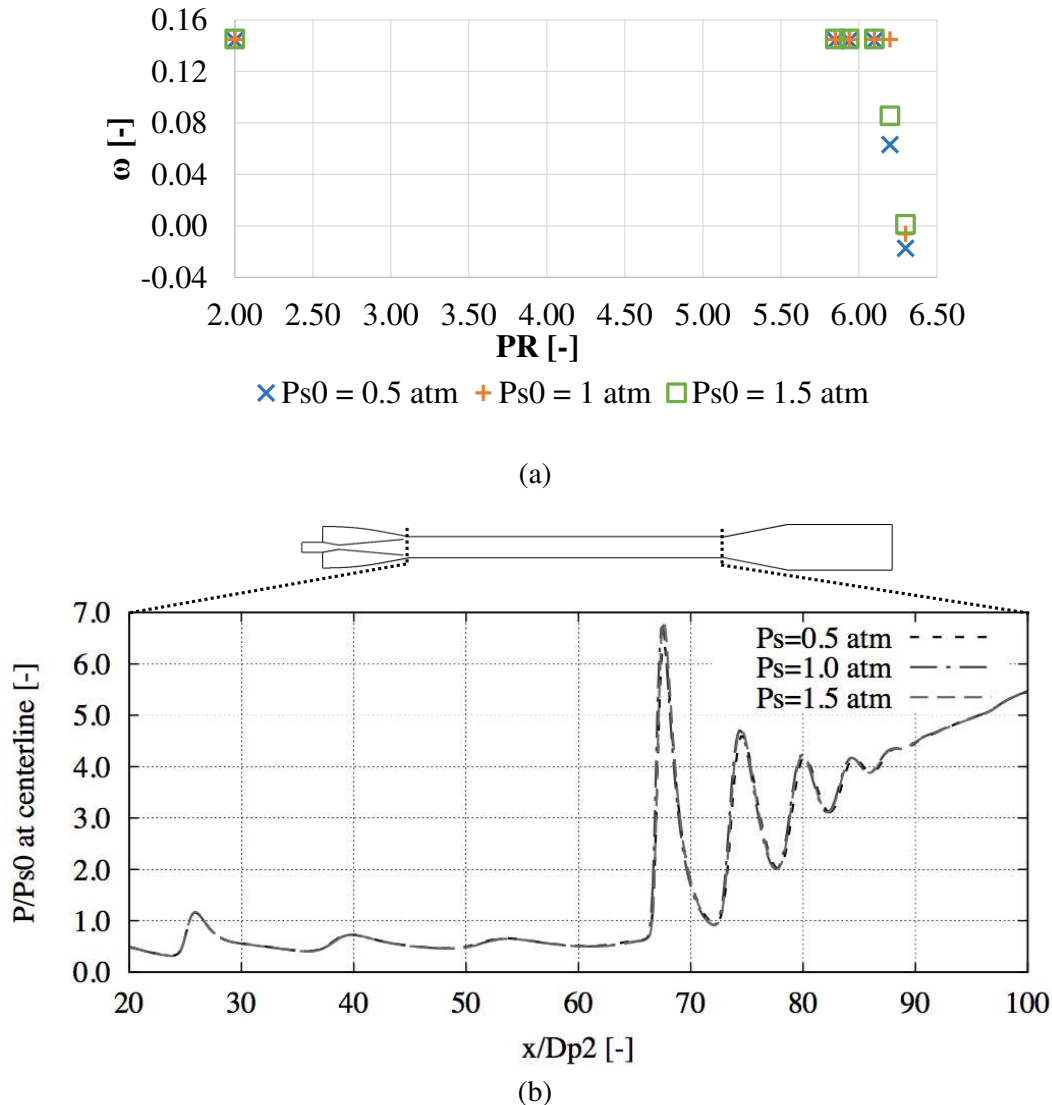 0.16
0.12
0.08
0.00
-0.04
ω [-]
2.00 2.50 3.00 3.50 4.00 4.50 5.00 5.50 6.00 6.50
PR [-]
Ps0 = 0.5 atm Ps0 = 1 atm Ps0 = 1.5 atm
(a)
7.0
6.0
5.0
4.0
3.0
2.0
1.0
0.0
P/Ps0 at centerline [-]
Ps=0.5 atm
Ps=1.0 atm
Ps=1.5 atm
20 30 40 50 60 70 80 90 100
x/Dp2 [-]
(b)